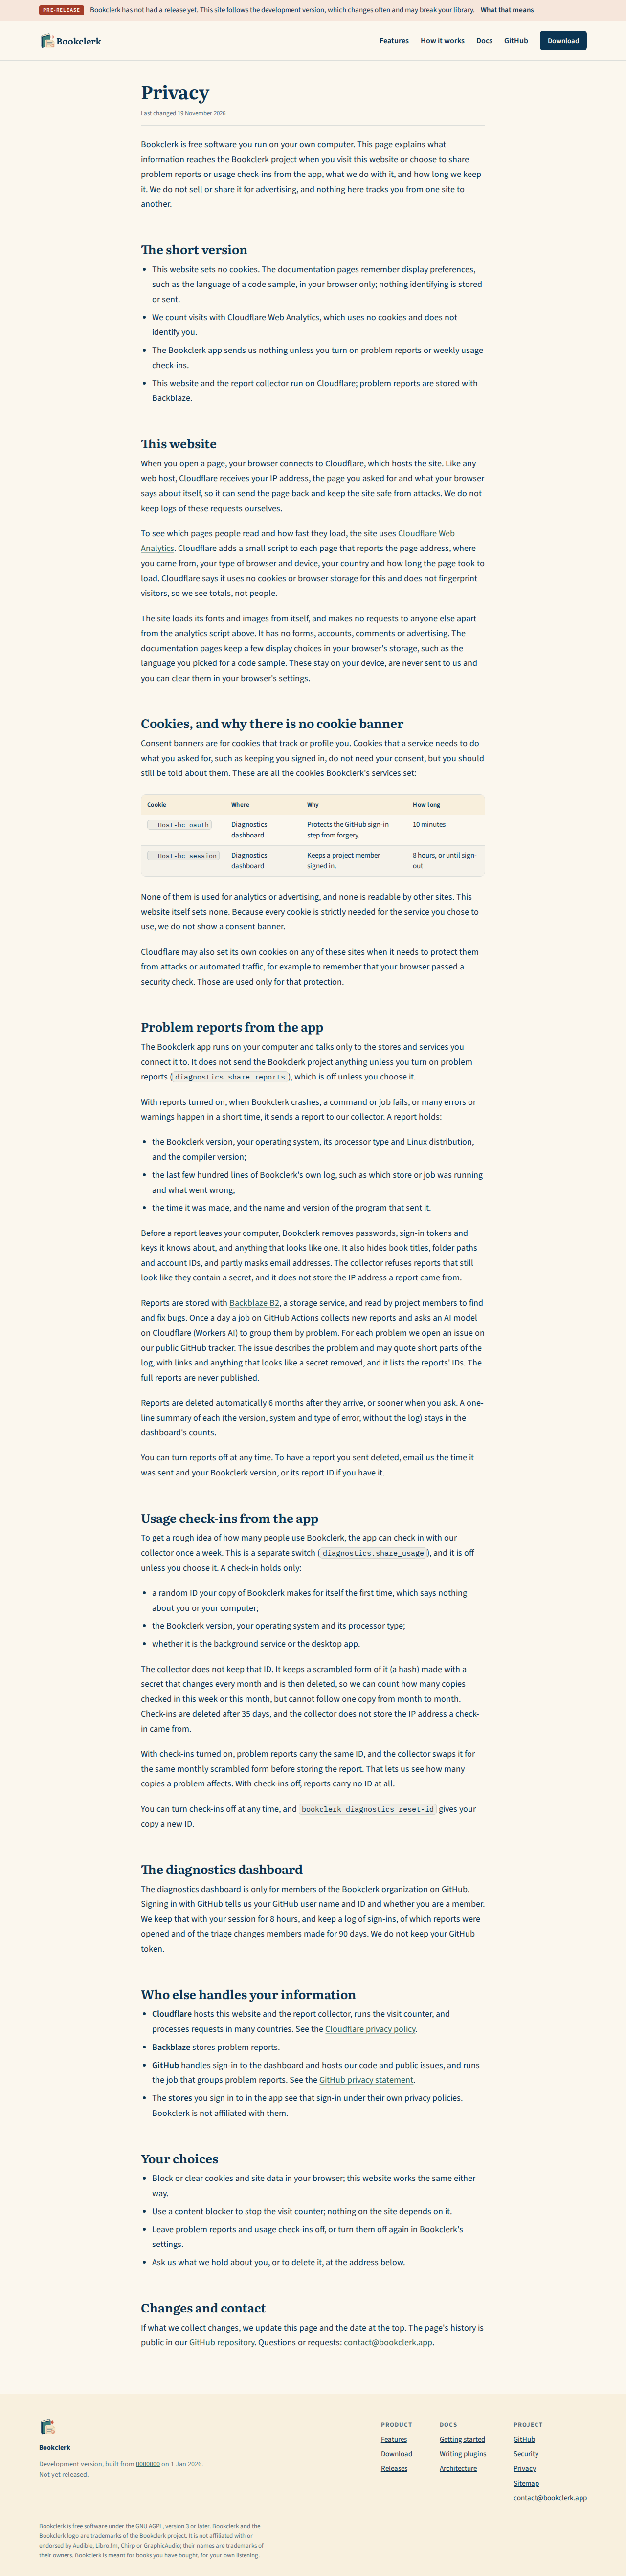 PRE-RELEASE Bookclerk has not had a release yet. This site follows the development version, which changes often and may break your library. What that means
Bookclerk
Features How it works Docs GitHub Download
Privacy
Last changed 19 November 2026
Bookclerk is free software you run on your own computer. This page explains what
information reaches the Bookclerk project when you visit this website or choose to share
problem reports or usage check-ins from the app, what we do with it, and how long we keep
it. We do not sell or share it for advertising, and nothing here tracks you from one site to
another.
The short version
• This website sets no cookies. The documentation pages remember display preferences,
such as the language of a code sample, in your browser only; nothing identifying is stored
or sent.
• We count visits with Cloudflare Web Analytics, which uses no cookies and does not
identify you.
• The Bookclerk app sends us nothing unless you turn on problem reports or weekly usage
check-ins.
• This website and the report collector run on Cloudflare; problem reports are stored with
Backblaze.
This website
When you open a page, your browser connects to Cloudflare, which hosts the site. Like any
web host, Cloudflare receives your IP address, the page you asked for and what your browser
says about itself, so it can send the page back and keep the site safe from attacks. We do not
keep logs of these requests ourselves.
To see which pages people read and how fast they load, the site uses Cloudflare Web
Analytics. Cloudflare adds a small script to each page that reports the page address, where
you came from, your type of browser and device, your country and how long the page took to
load. Cloudflare says it uses no cookies or browser storage for this and does not fingerprint
visitors, so we see totals, not people.
The site loads its fonts and images from itself, and makes no requests to anyone else apart
from the analytics script above. It has no forms, accounts, comments or advertising. The
documentation pages keep a few display choices in your browser's storage, such as the
language you picked for a code sample. These stay on your device, are never sent to us and
you can clear them in your browser's settings.
Cookies, and why there is no cookie banner
Consent banners are for cookies that track or profile you. Cookies that a service needs to do
what you asked for, such as keeping you signed in, do not need your consent, but you should
still be told about them. These are all the cookies Bookclerk's services set:
Cookie Where Why How long
__Host-bc_oauth Diagnostics dashboard Protects the GitHub sign-in step from forgery. 10 minutes
__Host-bc_session Diagnostics dashboard Keeps a project member signed in. 8 hours, or until sign-out
None of them is used for analytics or advertising, and none is readable by other sites. This
website itself sets none. Because every cookie is strictly needed for the service you chose to
use, we do not show a consent banner.
Cloudflare may also set its own cookies on any of these sites when it needs to protect them
from attacks or automated traffic, for example to remember that your browser passed a
security check. Those are used only for that protection.
Problem reports from the app
The Bookclerk app runs on your computer and talks only to the stores and services you
connect it to. It does not send the Bookclerk project anything unless you turn on problem
reports (diagnostics.share_reports), which is off unless you choose it.
With reports turned on, when Bookclerk crashes, a command or job fails, or many errors or
warnings happen in a short time, it sends a report to our collector. A report holds:
• the Bookclerk version, your operating system, its processor type and Linux distribution,
and the compiler version;
• the last few hundred lines of Bookclerk's own log, such as which store or job was running
and what went wrong;
• the time it was made, and the name and version of the program that sent it.
Before a report leaves your computer, Bookclerk removes passwords, sign-in tokens and
keys it knows about, and anything that looks like one. It also hides book titles, folder paths
and account IDs, and partly masks email addresses. The collector refuses reports that still
look like they contain a secret, and it does not store the IP address a report came from.
Reports are stored with Backblaze B2, a storage service, and read by project members to find
and fix bugs. Once a day a job on GitHub Actions collects new reports and asks an AI model
on Cloudflare (Workers AI) to group them by problem. For each problem we open an issue on
our public GitHub tracker. The issue describes the problem and may quote short parts of the
log, with links and anything that looks like a secret removed, and it lists the reports' IDs. The
full reports are never published.
Reports are deleted automatically 6 months after they arrive, or sooner when you ask. A one-
line summary of each (the version, system and type of error, without the log) stays in the
dashboard's counts.
You can turn reports off at any time. To have a report you sent deleted, email us the time it
was sent and your Bookclerk version, or its report ID if you have it.
Usage check-ins from the app
To get a rough idea of how many people use Bookclerk, the app can check in with our
collector once a week. This is a separate switch (diagnostics.share_usage), and it is off
unless you choose it. A check-in holds only:
• a random ID your copy of Bookclerk makes for itself the first time, which says nothing
about you or your computer;
• the Bookclerk version, your operating system and its processor type;
• whether it is the background service or the desktop app.
The collector does not keep that ID. It keeps a scrambled form of it (a hash) made with a
secret that changes every month and is then deleted, so we can count how many copies
checked in this week or this month, but cannot follow one copy from month to month.
Check-ins are deleted after 35 days, and the collector does not store the IP address a check-
in came from.
With check-ins turned on, problem reports carry the same ID, and the collector swaps it for
the same monthly scrambled form before storing the report. That lets us see how many
copies a problem affects. With check-ins off, reports carry no ID at all.
You can turn check-ins off at any time, and bookclerk diagnostics reset-id gives your
copy a new ID.
The diagnostics dashboard
The diagnostics dashboard is only for members of the Bookclerk organization on GitHub.
Signing in with GitHub tells us your GitHub user name and ID and whether you are a member.
We keep that with your session for 8 hours, and keep a log of sign-ins, of which reports were
opened and of the triage changes members made for 90 days. We do not keep your GitHub
token.
Who else handles your information
• Cloudflare hosts this website and the report collector, runs the visit counter, and
processes requests in many countries. See the Cloudflare privacy policy.
• Backblaze stores problem reports.
• GitHub handles sign-in to the dashboard and hosts our code and public issues, and runs
the job that groups problem reports. See the GitHub privacy statement.
• The stores you sign in to in the app see that sign-in under their own privacy policies.
Bookclerk is not affiliated with them.
Your choices
• Block or clear cookies and site data in your browser; this website works the same either
way.
• Use a content blocker to stop the visit counter; nothing on the site depends on it.
• Leave problem reports and usage check-ins off, or turn them off again in Bookclerk's
settings.
• Ask us what we hold about you, or to delete it, at the address below.
Changes and contact
If what we collect changes, we update this page and the date at the top. The page's history is
public in our GitHub repository. Questions or requests: contact@bookclerk.app.
Bookclerk
Development version, built from 0000000 on 1 Jan 2026.
Not yet released.
PRODUCT
Features
Download
Releases
DOCS
Getting started
Writing plugins
Architecture
PROJECT
GitHub
Security
Privacy
Sitemap
contact@bookclerk.app
Bookclerk is free software under the GNU AGPL, version 3 or later. Bookclerk and the
Bookclerk logo are trademarks of the Bookclerk project. It is not affiliated with or
endorsed by Audible, Libro.fm, Chirp or GraphicAudio; their names are trademarks of
their owners. Bookclerk is meant for books you have bought, for your own listening.